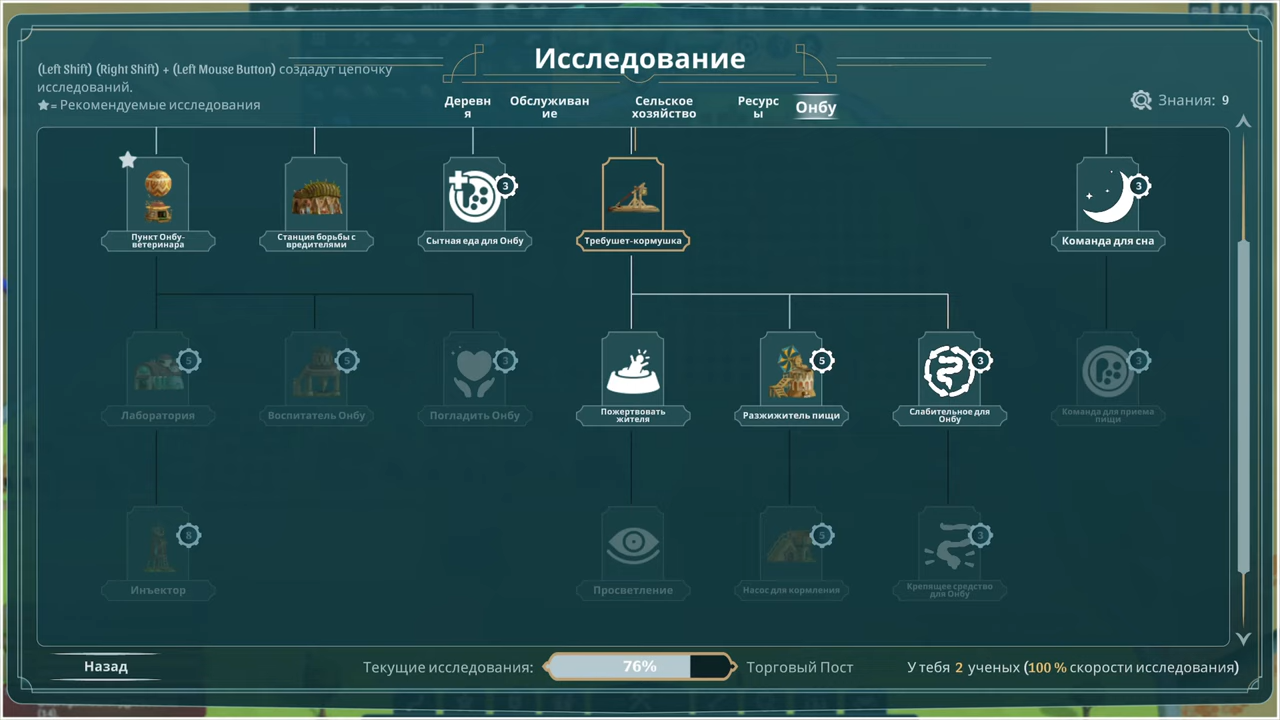 Исследование
(Left Shift) (Right Shift) + (Left Mouse Button) создадут цепочку
исследований.
★= Рекомендуемые исследования
Деревн
я
Обслуживан
ие
Сельское
хозяйство
Ресурс
ы
Онбу
Знания: 9
3
3
Пункт Онбу-
ветеринара
Станция борьбы с
вредителями
Сытная еда для Онбу
Требушет-кормушка
Команда для сна
5
5
3
5
3
3
Лаборатория
Воспитатель Онбу
Погладить Онбу
Пожертвовать
жителя
Разжижитель пищи
Слабительное для
Онбу
Команда для приема
пищи
8
5
3
Инъектор
Просветление
Насос для кормления
Крепящее средство
для Онбу
Назад
Текущие исследования:
76%
Торговый Пост
У тебя 2 ученых (100 % скорости исследования)